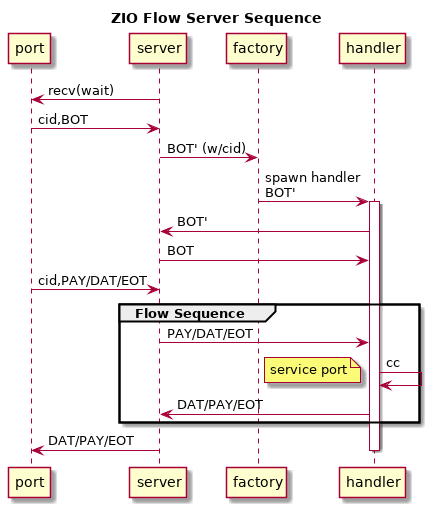 ZIO Flow Server Sequence
port
server
factory
handler
recv(wait)
cid,BOT
BOT' (w/cid)
spawn handler
BOT'
BOT'
BOT
cid,PAY/DAT/EOT
Flow Sequence
PAY/DAT/EOT
service port
cc
DAT/PAY/EOT
DAT/PAY/EOT
port
server
factory
handler